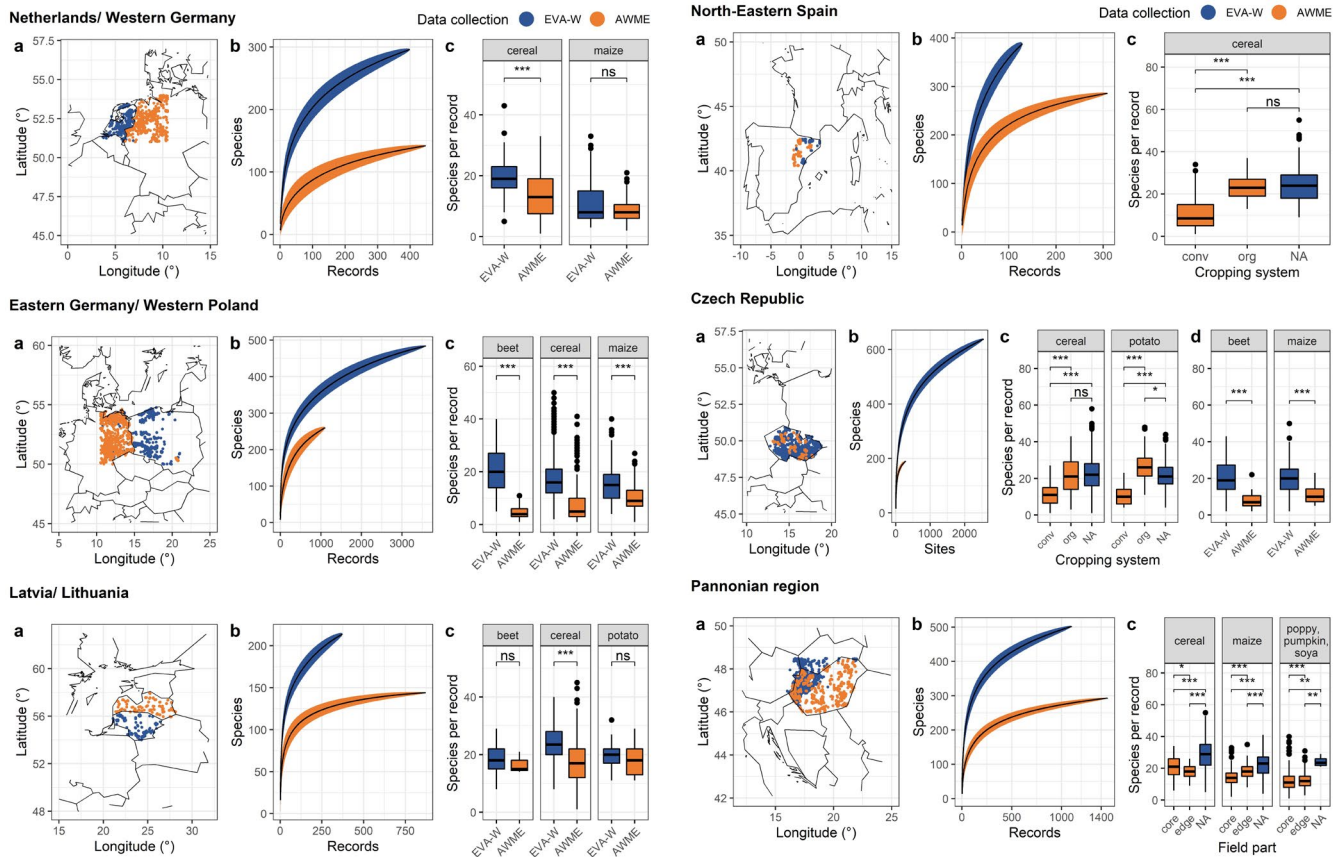 Netherlands/ Western Germany
Data collection EVA-W AWME
a
57.5
55.0
52.5
50.0
47.5
45.0
Latitude (°)
0 5 10 15
Longitude (°)
b
300
200
100
0
Species
0 100 200 300 400
Records
c
cereal maize
*** ns
60
40
20
0
Species per record
EVA-W AWME EVA-W AWME
North-Eastern Spain
Data collection EVA-W AWME
a
50
45
40
35
Latitude (°)
-10 -5 0 5 10 15
Longitude (°)
b
400
300
200
100
0
Species
0 100 200 300
Records
c
cereal
***
***
ns
80
60
40
20
0
Species per record
conv org NA
Cropping system
Eastern Germany/ Western Poland
a
60
55
50
45
Latitude (°)
5 10 15 20 25
Longitude (°)
b
500
400
300
200
100
0
Species
0 1000 2000 3000
Records
c
beet cereal maize
*** *** ***
60
40
20
0
Species per record
EVA-W AWME EVA-W AWME EVA-W AWME
Czech Republic
a
57.5
55.0
52.5
50.0
47.5
45.0
Latitude (°)
10 15 20
Longitude (°)
b
600
400
200
0
Species
0 1000 2000
Sites
c
cereal potato
*** ***
*** ***
ns *
80
60
40
20
0
Species per record
conv org NA conv org NA
Cropping system
d
beet maize
*** ***
EVA-W AWME EVA-W AWME
Latvia/ Lithuania
a
60
56
52
48
Latitude (°)
15 20 25 30
Longitude (°)
b
200
150
100
50
0
Species
0 250 500 750
Records
c
beet cereal potato
ns *** ns
40
20
0
Species per record
EVA-W AWME EVA-W AWME EVA-W AWME
Pannonian region
a
50
48
46
44
42
Latitude (°)
15 20 25
Longitude (°)
b
500
400
300
200
100
0
Species
0 500 1000 1400
Records
c
cereal maize poppy,
pumpkin,
soya
* *** ***
*** *** **
*** *** **
80
60
40
20
0
Species per record
core edge NA core edge NA core edge NA
Field part